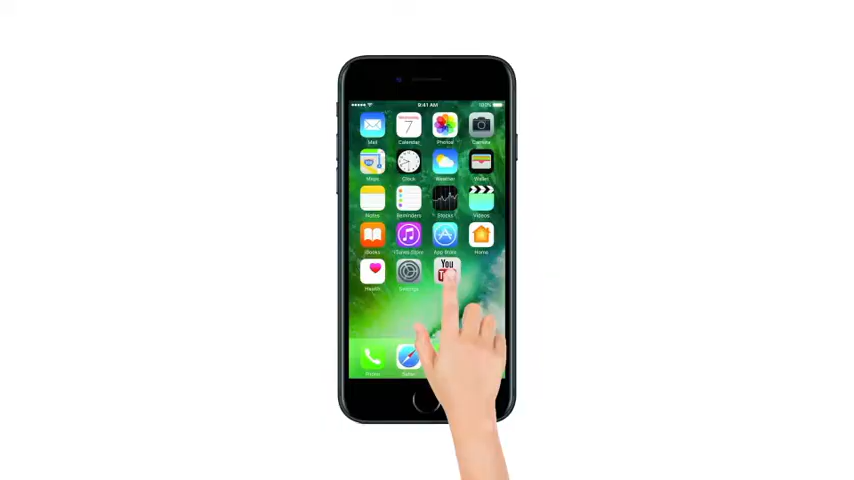 9:41 AM 100%
7
Mail Calendar Photos Camera
Maps Clock Weather Wallet
Notes Reminders Stocks Videos
iBooks iTunes Store App Store Home
You
Health Settings
Phone Safari